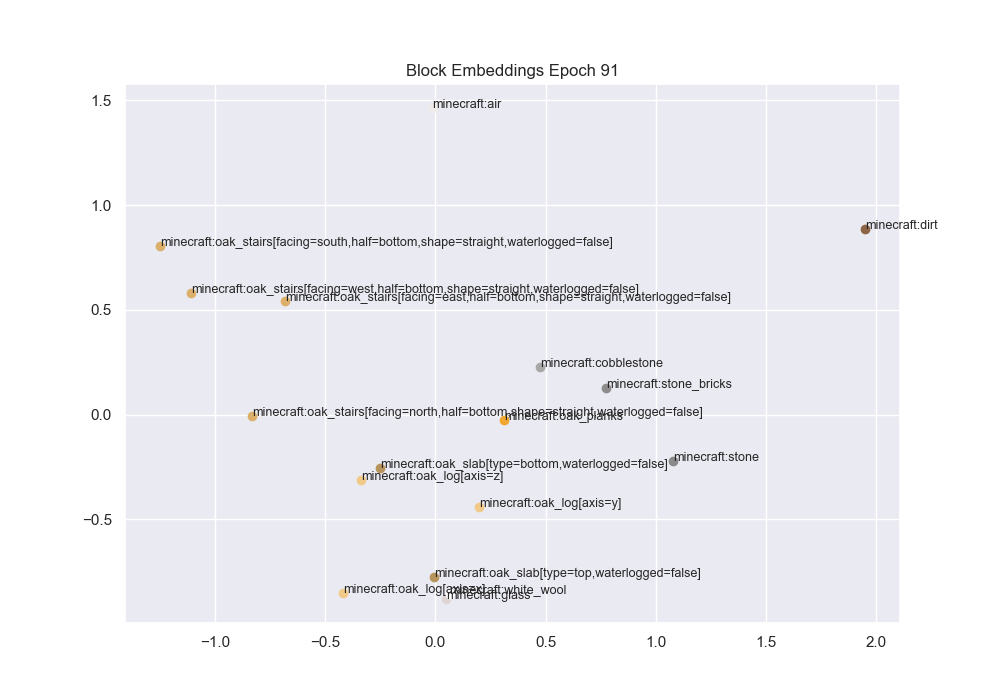 Block Embeddings Epoch 91
1.5
1.0
0.5
0.0
−0.5
−1.0
−0.5
0.0
0.5
1.0
1.5
2.0
minecraft:air
minecraft:dirt
minecraft:oak_stairs[facing=south,half=bottom,shape=straight,waterlogged=false]
minecraft:oak_stairs[facing=west,half=bottom,shape=straight,waterlogged=false]
minecraft:oak_stairs[facing=east,half=bottom,shape=straight,waterlogged=false]
minecraft:cobblestone
minecraft:stone_bricks
minecraft:oak_stairs[facing=north,half=bottom,shape=straight,waterlogged=false]
minecraft:oak_planks
minecraft:stone
minecraft:oak_slab[type=bottom,waterlogged=false]
minecraft:oak_log[axis=z]
minecraft:oak_log[axis=y]
minecraft:oak_slab[type=top,waterlogged=false]
minecraft:oak_log[axis=x]
minecraft:white_wool
minecraft:glass